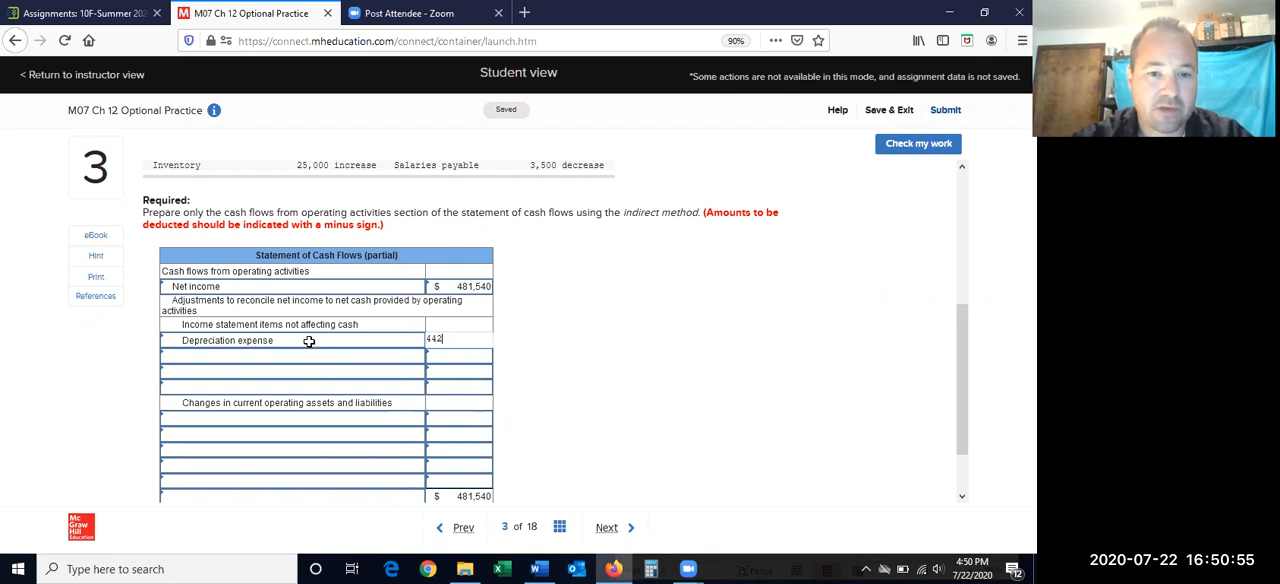 Assignments: 10F-Summer 202
M07 Ch 12 Optional Practice
Post Attendee - Zoom
https://connect.mheducation.com/connect/container/launch.htm
90%
< Return to instructor view
Student view
*Some actions are not available in this mode, and assignment data is not saved.
M07 Ch 12 Optional Practice
Saved
Help
Save & Exit
Submit
3
Check my work
Inventory 25,000 increase Salaries payable 3,500 decrease
Required:
Prepare only the cash flows from operating activities section of the statement of cash flows using the indirect method. (Amounts to be
deducted should be indicated with a minus sign.)
eBook
Hint
Print
References
Statement of Cash Flows (partial)
Cash flows from operating activities
Net income $ 481,540
Adjustments to reconcile net income to net cash provided by operating
activities
Income statement items not affecting cash
Depreciation expense 442
Changes in current operating assets and liabilities
$ 481,540
Mc
Graw
Hill
Education
Prev
3 of 18
Next
Type here to search
Focus
4:50 PM
7/22/2020
12
2020-07-22 16:50:55